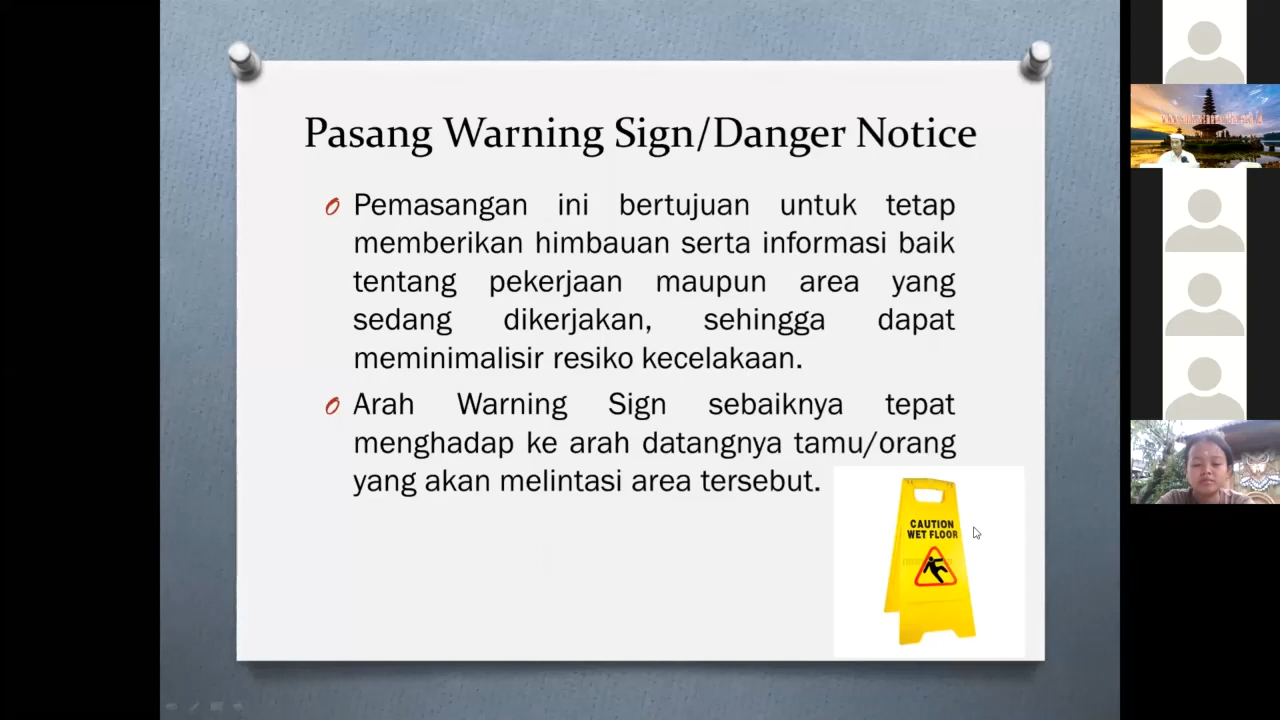 Pasang Warning Sign/Danger Notice
Pemasangan ini bertujuan untuk tetap
memberikan himbauan serta informasi baik
tentang pekerjaan maupun area yang
sedang dikerjakan, sehingga dapat
meminimalisir resiko kecelakaan.
Arah Warning Sign sebaiknya tepat
menghadap ke arah datangnya tamu/orang
yang akan melintasi area tersebut.
CAUTION
WET FLOOR